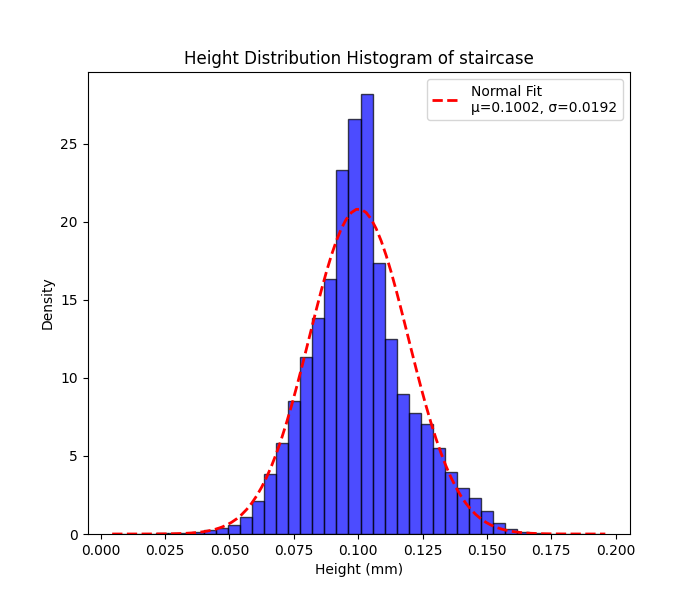 Height Distribution Histogram of staircase
Normal Fit
μ=0.1002, σ=0.0192
Density
25
20
15
10
5
0
0.000 0.025 0.050 0.075 0.100 0.125 0.150 0.175 0.200
Height (mm)